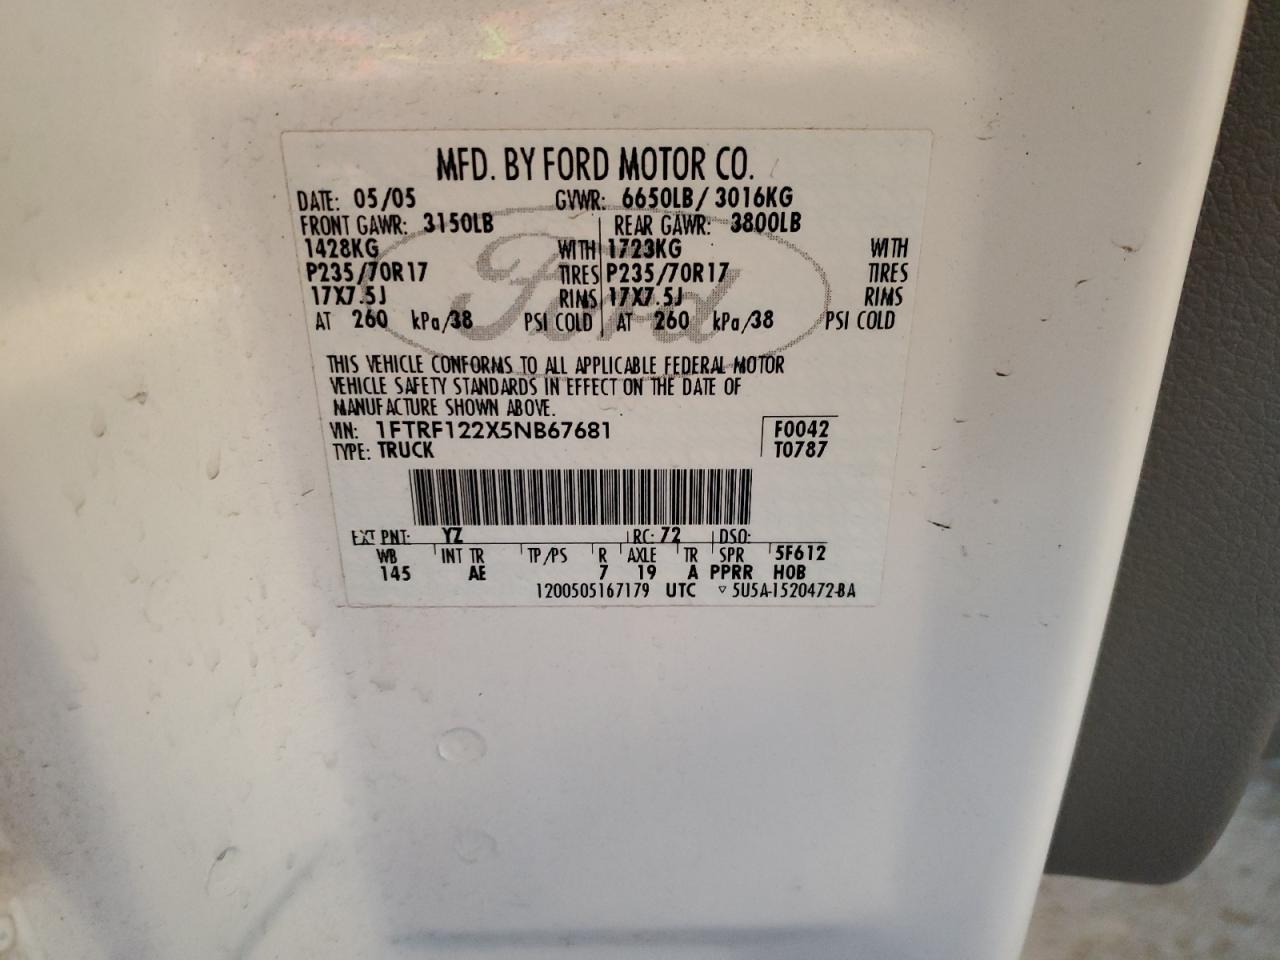 MFD. BY FORD MOTOR CO.
DATE: 05/05 GVWR: 6650LB/ 3016KG
FRONT GAWR: 3150LB REAR GAWR: 3800LB
1428KG WITH 1723KG WITH
P235/70R17 TIRES P235/70R17 TIRES
17X7.5J RIMS 17X7.5J RIMS
AT 260 kPa/38 PSI COLD AT 260 kPa/38 PSI COLD
Ford
THIS VEHICLE CONFORMS TO ALL APPLICABLE FEDERAL MOTOR
VEHICLE SAFETY STANDARDS IN EFFECT ON THE DATE OF
MANUFACTURE SHOWN ABOVE.
VIN: 1FTRF122X5NB67681 F0042
TYPE: TRUCK T0787
EXT PNT: YZ RC: 72 DSO:
WB INT TR TP/PS R AXLE TR SPR 5F612
145 AE 7 19 A PPRR HOB
1200505167179 UTC ▽ 5U5A-1520472-BA